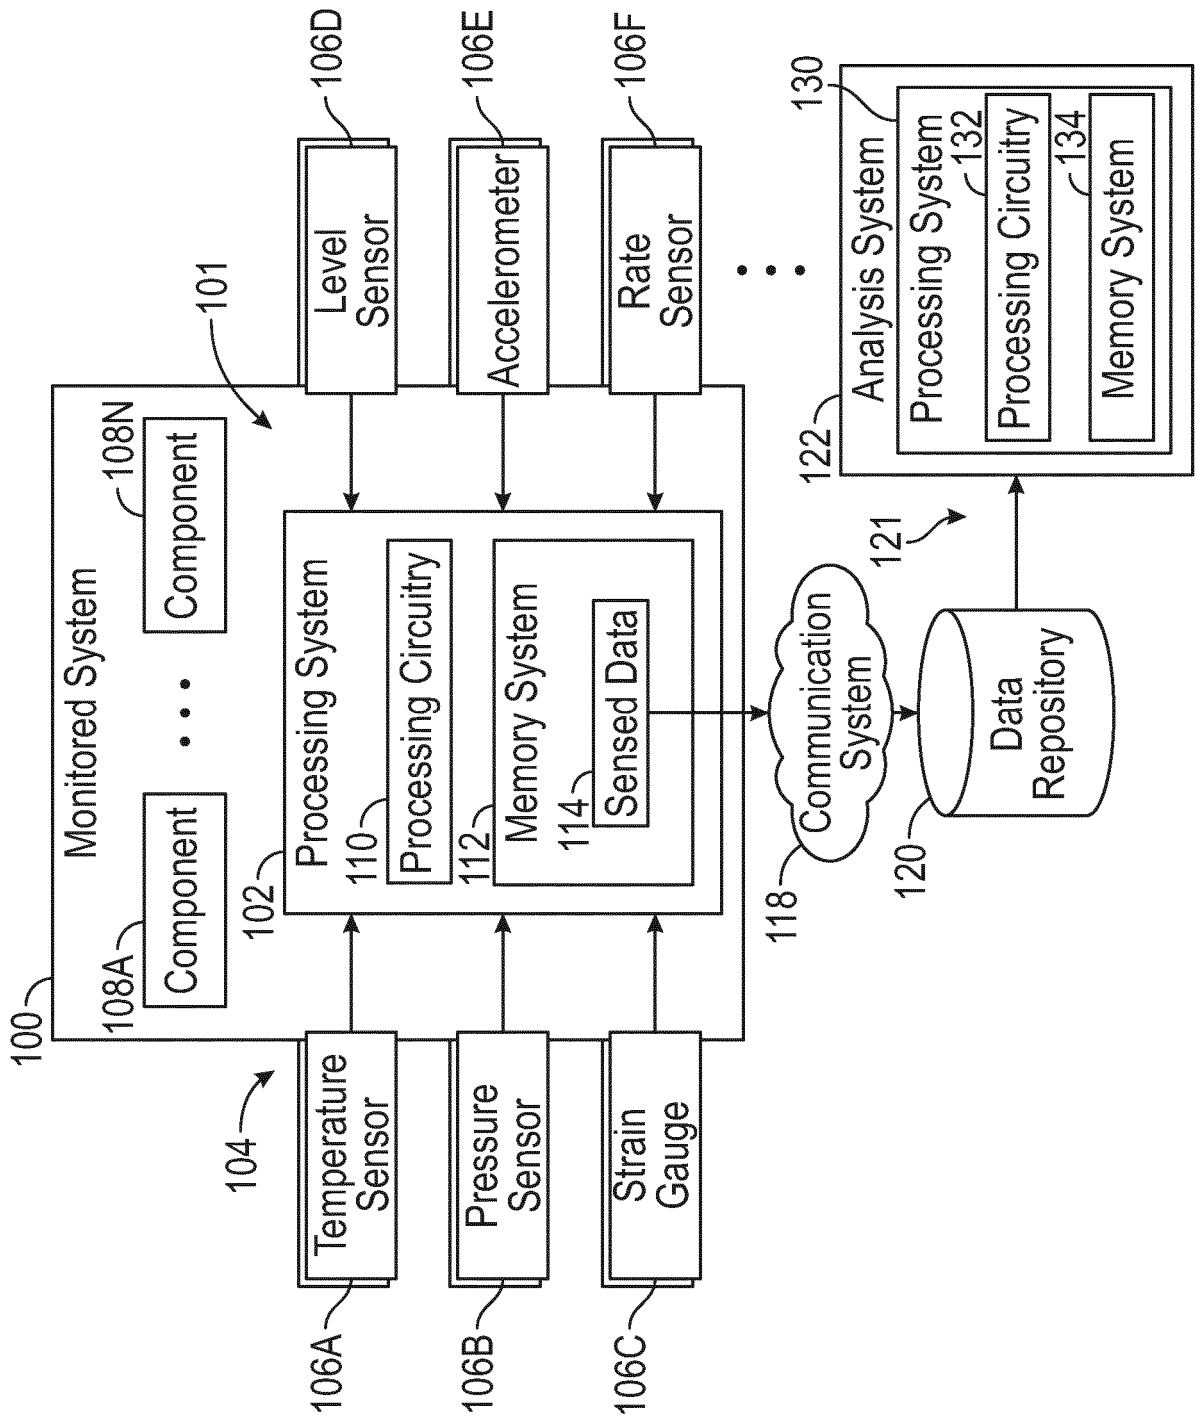 100
Monitored System
108A
Component
108N
Component
101
104
102
Processing System
110
Processing Circuitry
112
Memory System
114
Sensed Data
106A
Temperature
Sensor
106B
Pressure
Sensor
106C
Strain
Gauge
106D
Level
Sensor
106E
Accelerometer
106F
Rate
Sensor
118
Communication
System
120
Data
Repository
121
122
Analysis System
130
Processing System
132
Processing Circuitry
134
Memory System